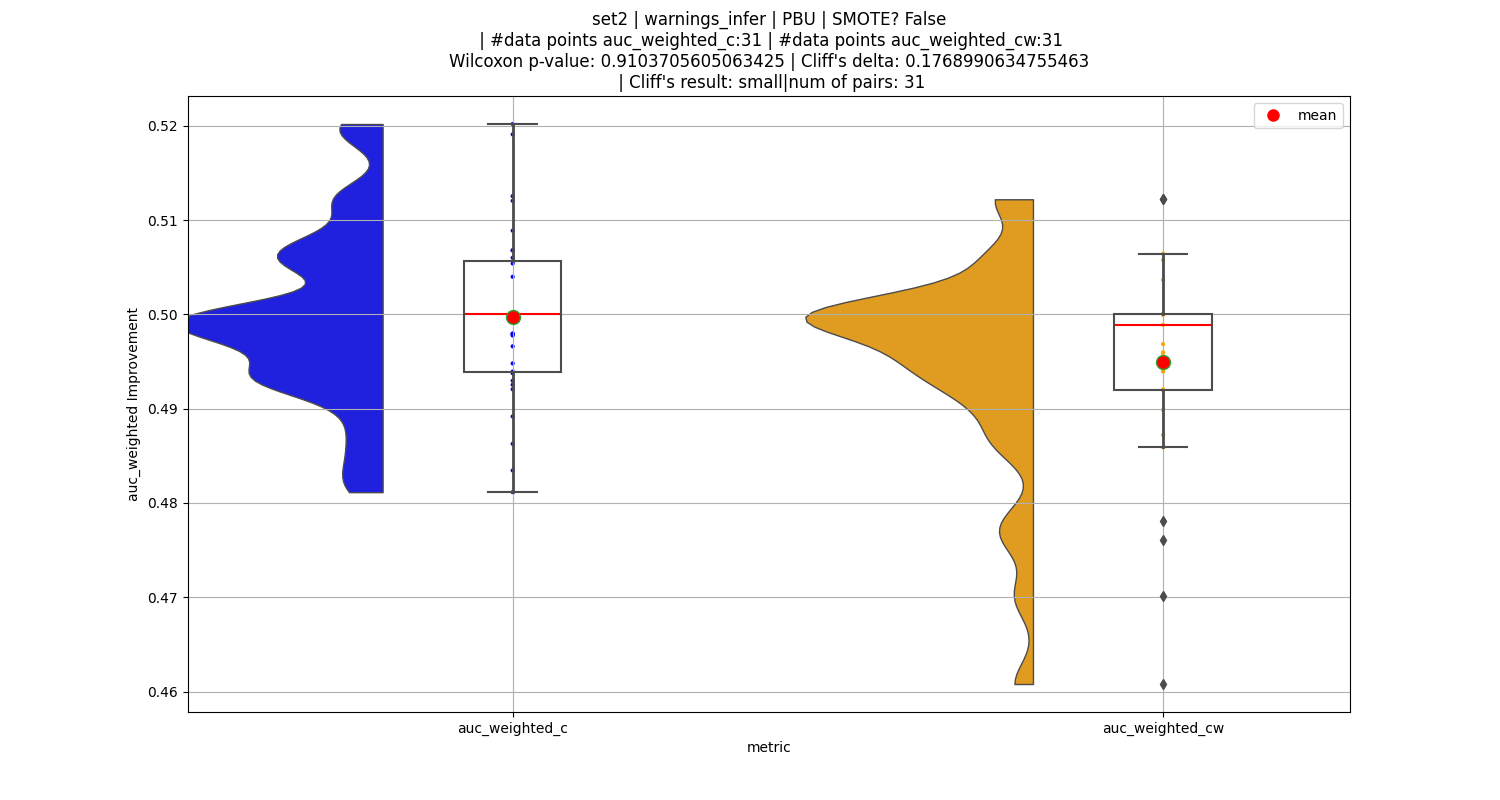 set2 | warnings_infer | PBU | SMOTE? False
| #data points auc_weighted_c:31 | #data points auc_weighted_cw:31
Wilcoxon p-value: 0.9103705605063425 | Cliff's delta: 0.1768990634755463
| Cliff's result: small|num of pairs: 31
mean
0.52
0.51
0.50
0.49
0.48
0.47
0.46
auc_weighted Improvement
auc_weighted_c
auc_weighted_cw
metric